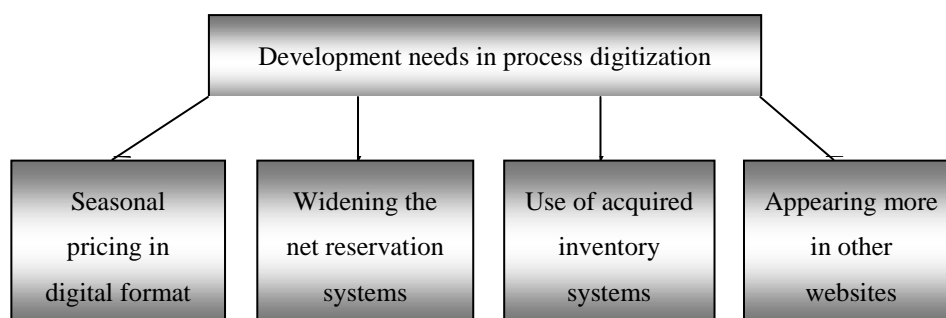 Development needs in process digitization
Seasonal
pricing in
digital format
Widening the
net reservation
systems
Use of acquired
inventory
systems
Appearing more
in other
websites